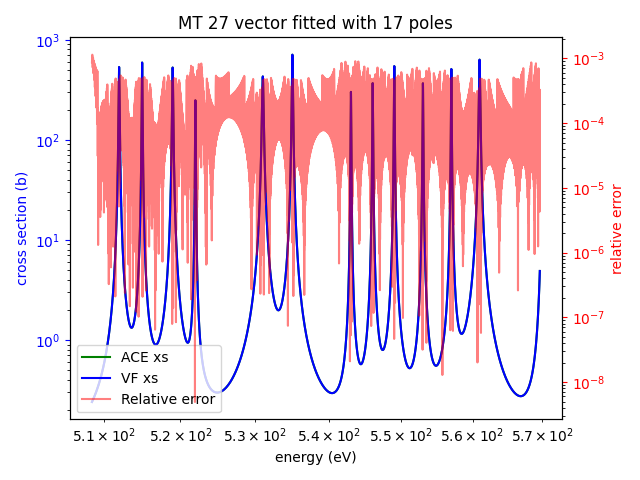 MT 27 vector fitted with 17 poles
10³
10²
10¹
10⁰
cross section (b)
10⁻³
10⁻⁴
10⁻⁵
10⁻⁶
10⁻⁷
10⁻⁸
relative error
ACE xs
VF xs
Relative error
5.1 × 10² 5.2 × 10² 5.3 × 10² 5.4 × 10² 5.5 × 10² 5.6 × 10² 5.7 × 10²
energy (eV)